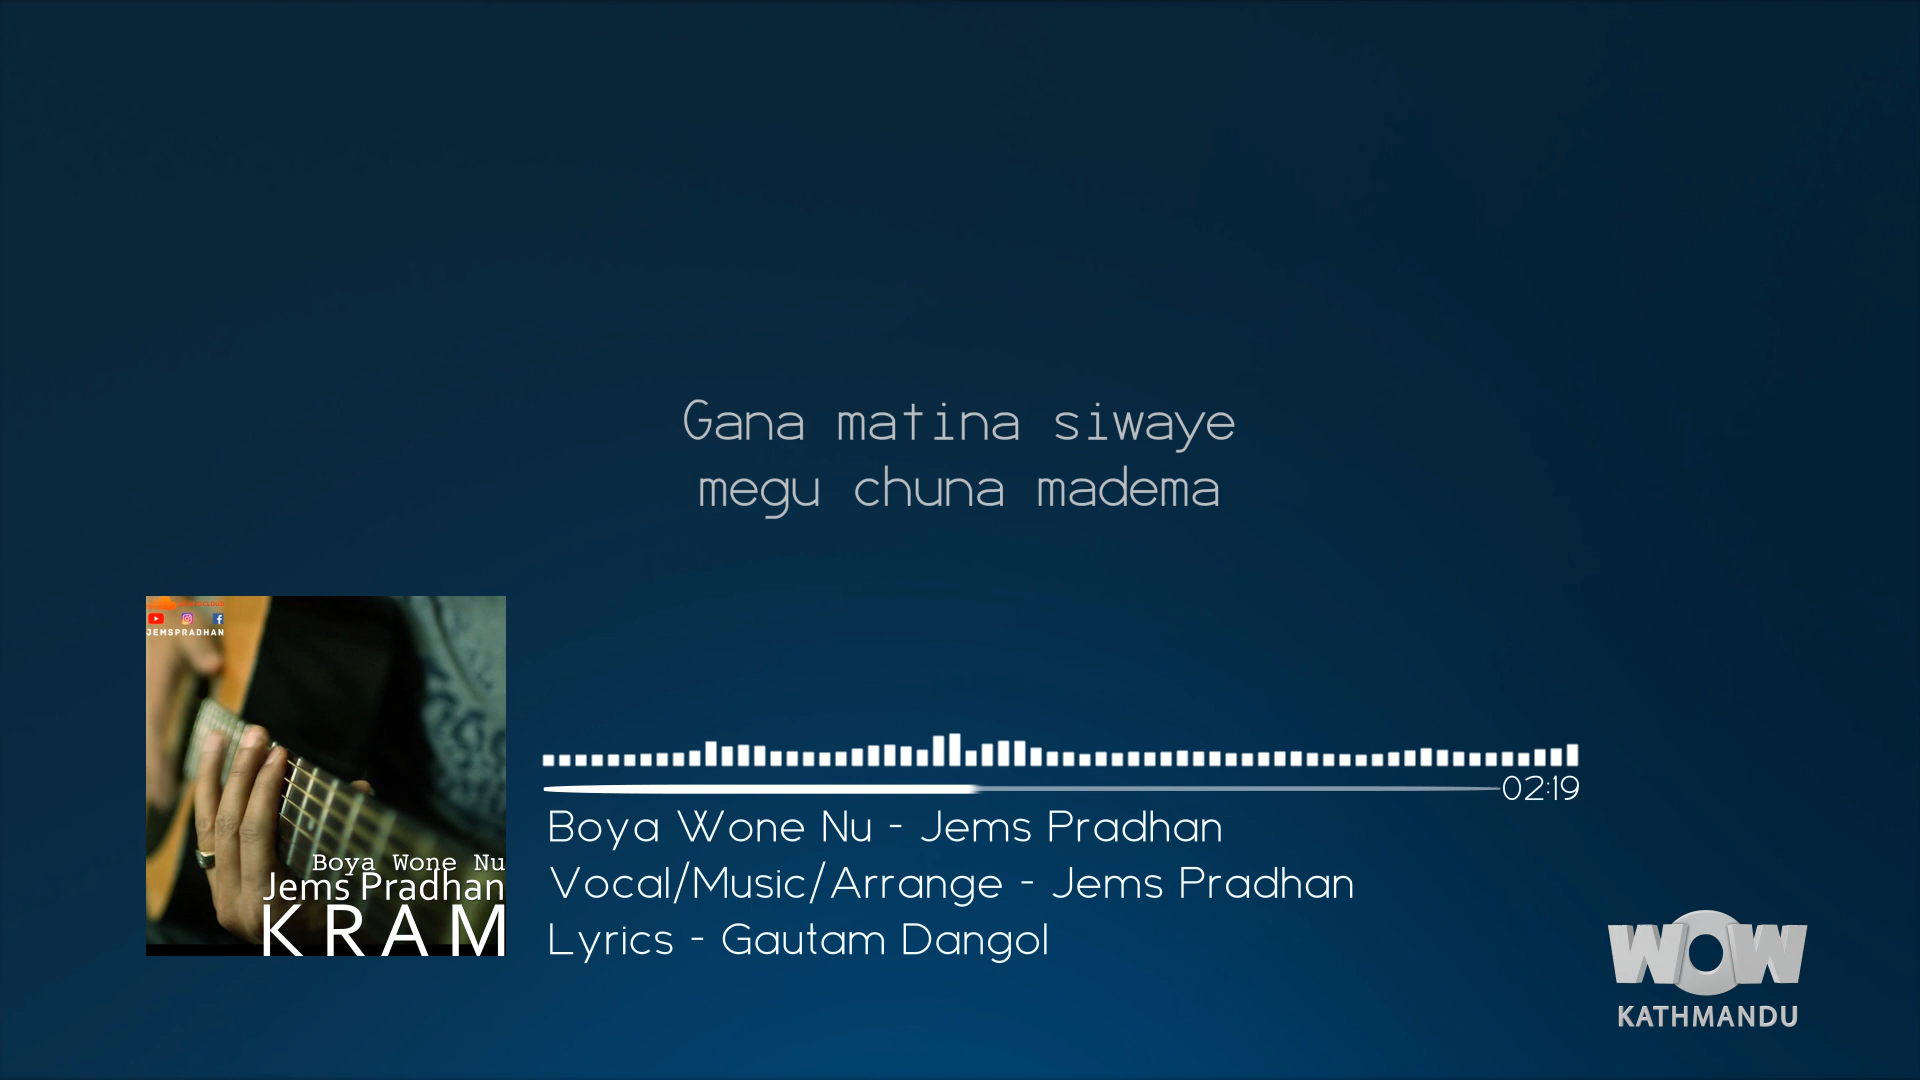 Gana matina siwaye
megu chuna madema
JEMSPRADHAN
Boya Wone Nu
Jems Pradhan
KRAM
02:19
Boya Wone Nu - Jems Pradhan
Vocal/Music/Arrange - Jems Pradhan
Lyrics - Gautam Dangol
WOW
KATHMANDU